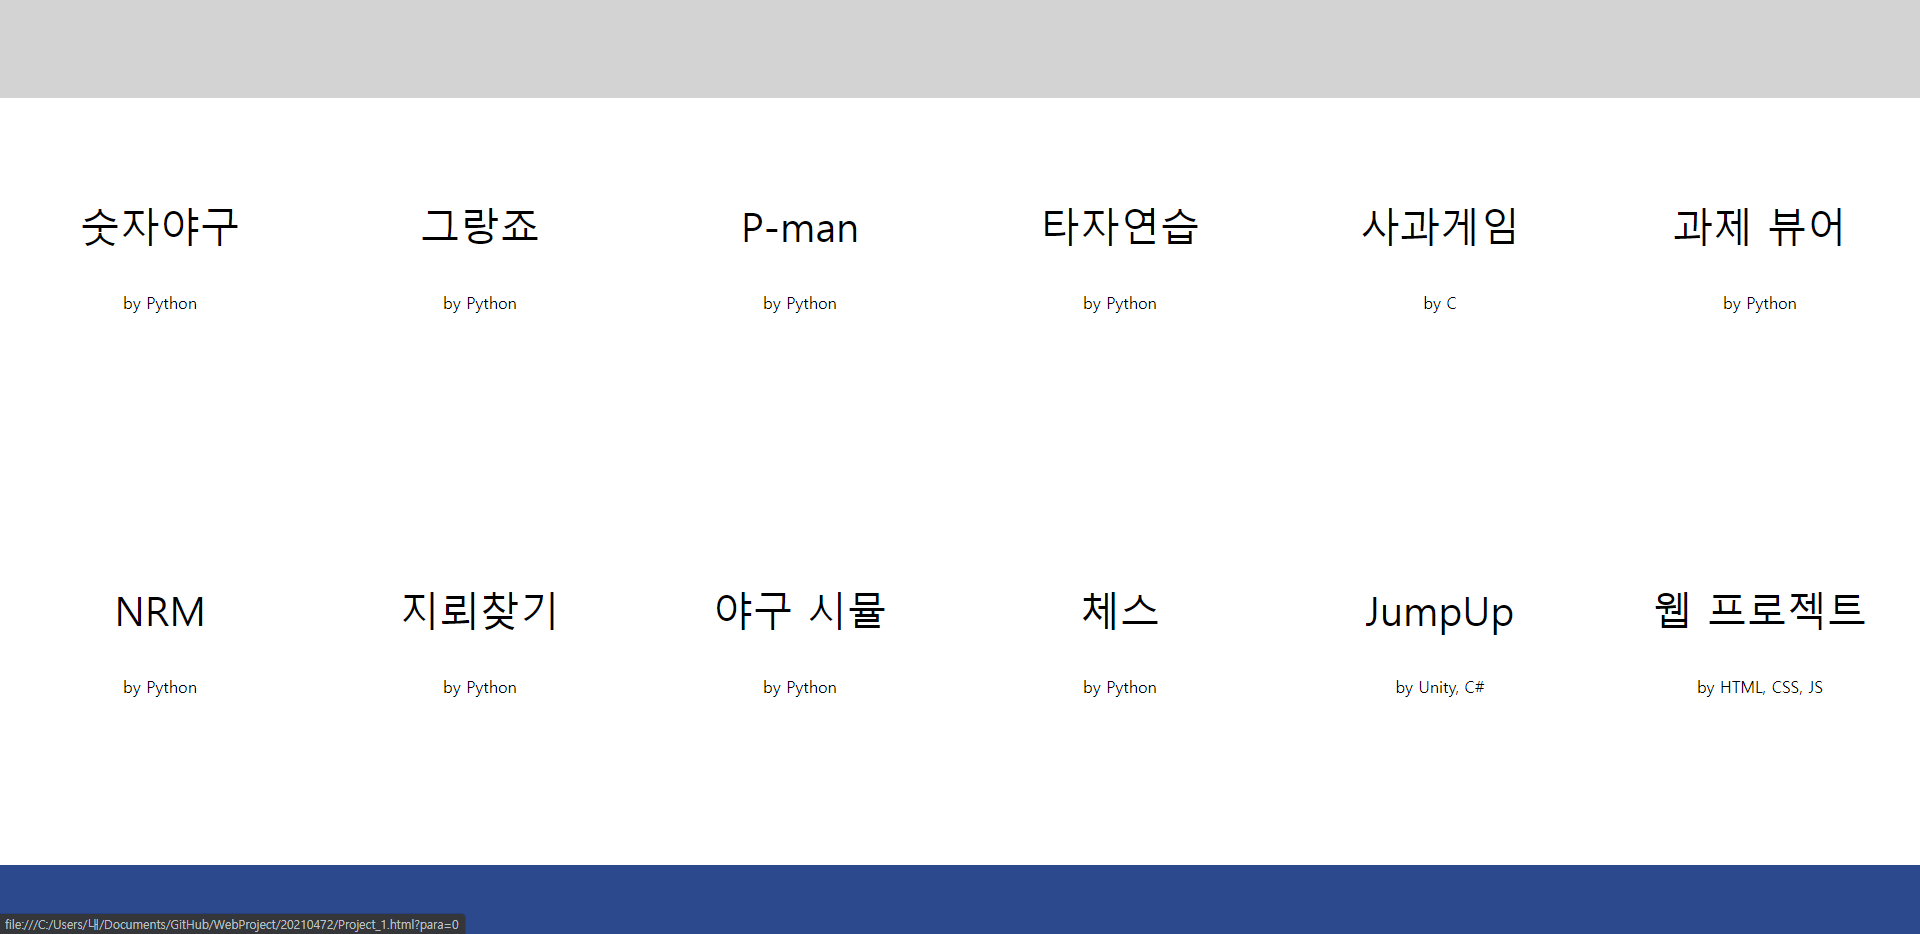 숫자야구
by Python
그랑죠
by Python
P-man
by Python
타자연습
by Python
사과게임
by C
과제 뷰어
by Python
NRM
by Python
지뢰찾기
by Python
야구 시뮬
by Python
체스
by Python
JumpUp
by Unity, C#
웹 프로젝트
by HTML, CSS, JS
file:///C:/Users/내/Documents/GitHub/WebProject/20210472/Project_1.html?para=0